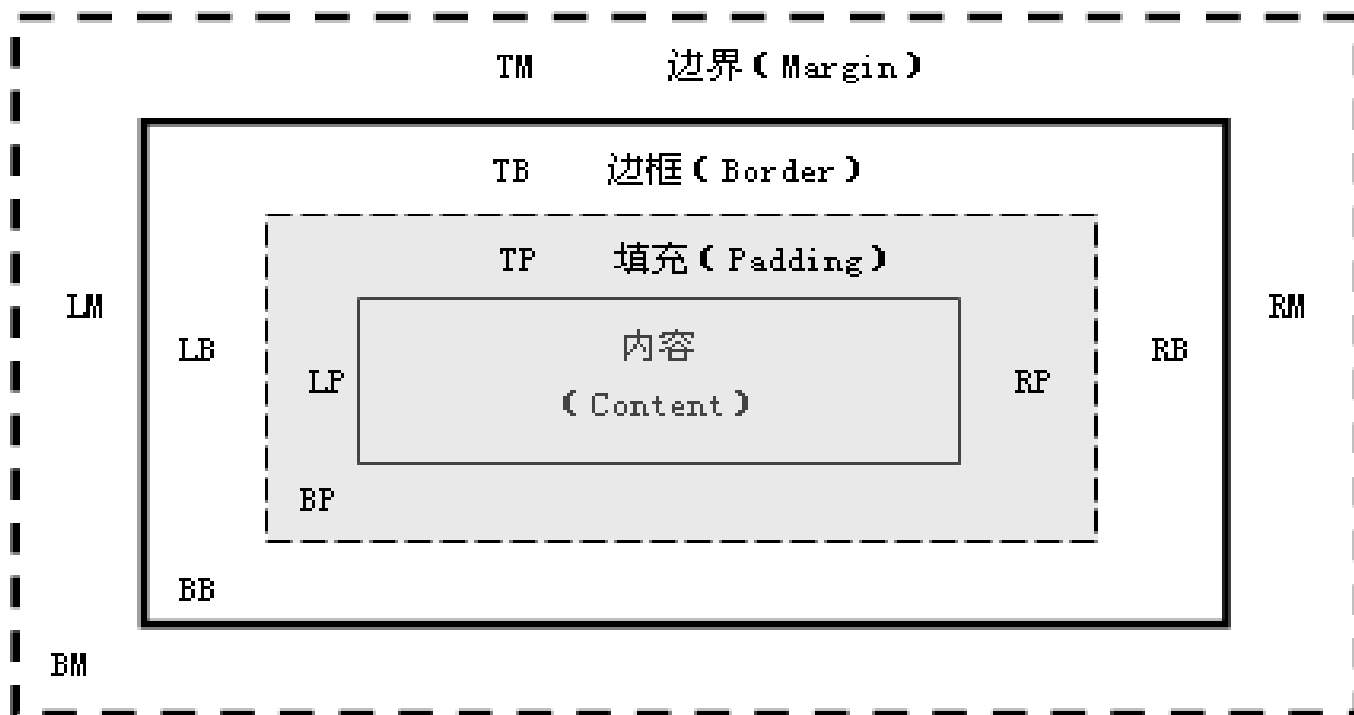 TM 边界(Margin)
TB 边框(Border)
TP 填充(Padding)
LM
RM
LB
内容
RB
LP
RP
(Content)
BP
BB
BM